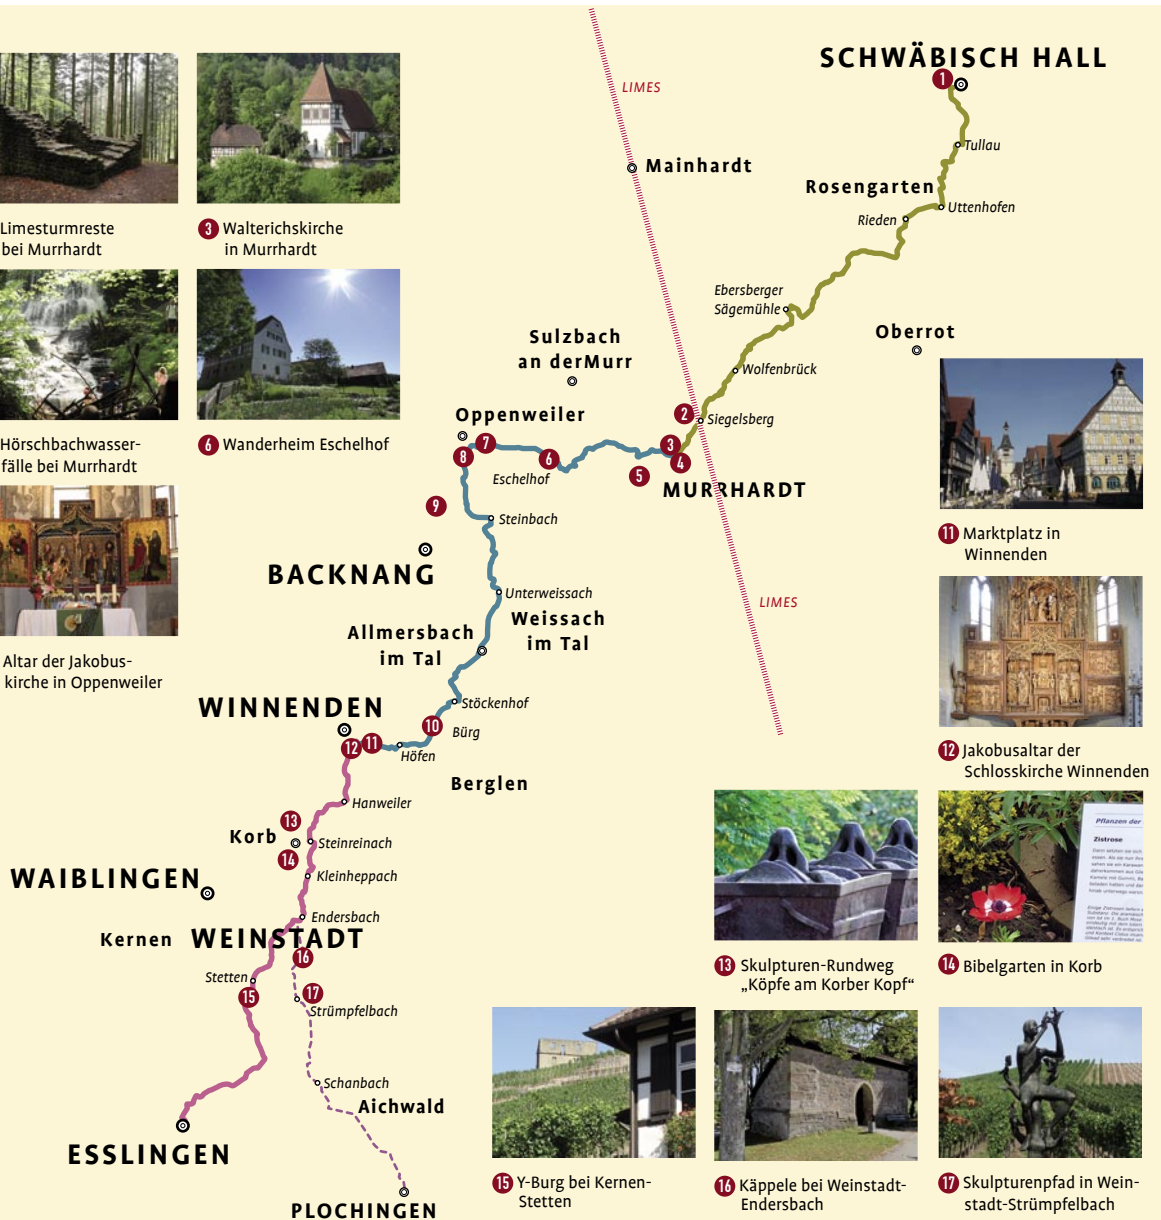 SCHWÄBISCH HALL
1
LIMES
Tullau
Mainhardt
Rosengarten
Uttenhofen
Rieden
Limesturmreste
bei Murrhardt
3 Walterichskirche
in Murrhardt
Ebersberger
Sägemühle
Oberrot
Sulzbach
an derMurr
Wolfenbrück
2
Siegelsberg
Oppenweiler
7
8
6
Eschelhof
5
3
4
MURRHARDT
Hörschbachwasser-
fälle bei Murrhardt
6 Wanderheim Eschelhof
9
Steinbach
BACKNANG
11 Marktplatz in
Winnenden
Unterweissach
Weissach
im Tal
LIMES
Allmersbach
im Tal
Altar der Jakobus-
kirche in Oppenweiler
Stöckenhof
WINNENDEN
10
Bürg
12
11
Höfen
Berglen
12 Jakobusaltar der
Schlosskirche Winnenden
Hanweiler
13
Korb
Steinreinach
14
Kleinheppach
WAIBLINGEN
Endersbach
Kernen
WEINSTADT
16
Stetten
15
17
Strümpfelbach
Pflanzen der
Zistrose
13 Skulpturen-Rundweg
„Köpfe am Korber Kopf“
14 Bibelgarten in Korb
Schanbach
Aichwald
ESSLINGEN
PLOCHINGEN
15 Y-Burg bei Kernen-
Stetten
16 Käppele bei Weinstadt-
Endersbach
17 Skulpturenpfad in Wein-
stadt-Strümpfelbach